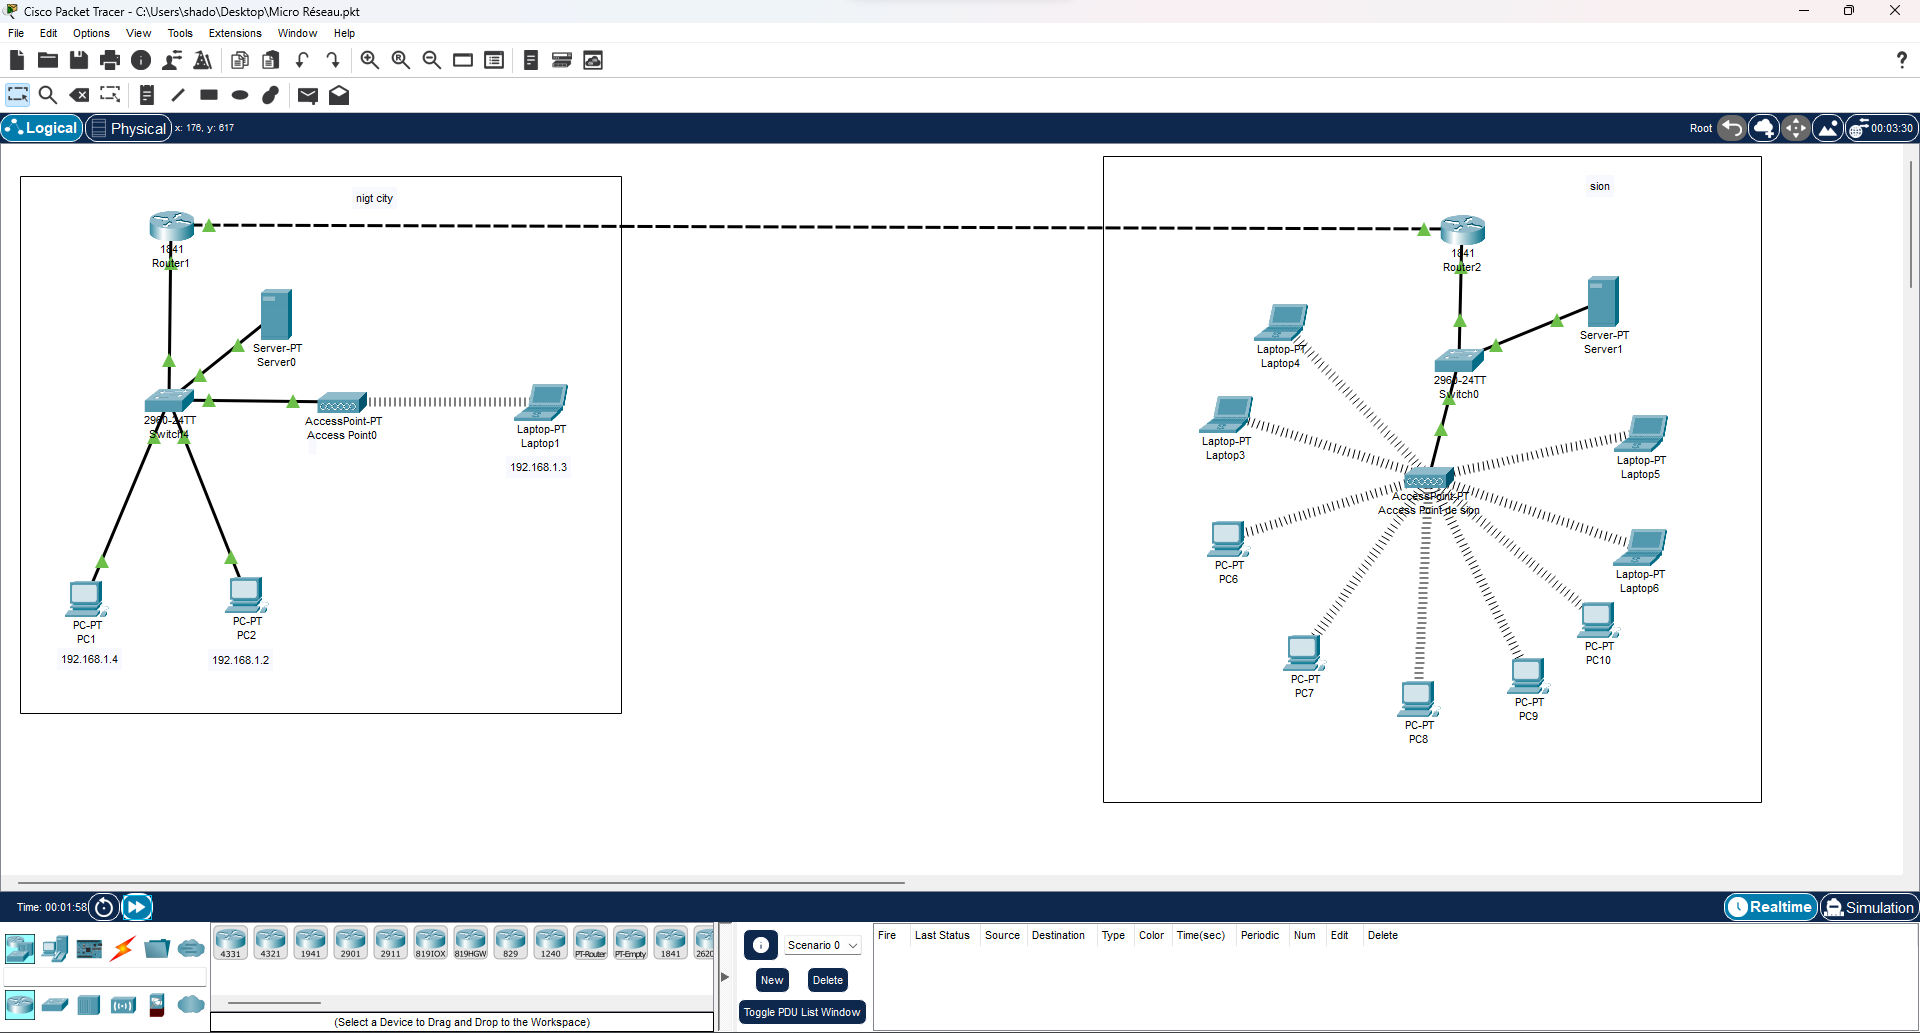 Cisco Packet Tracer - C:\Users\shado\Desktop\Micro Réseau.pkt
File Edit Options View Tools Extensions Window Help
?
Logical Physical x: 176, y: 617 Root 00:03:30
nigt city
1841
Router1
Server-PT
Server0
2960-24TT
Switch4
AccessPoint-PT
Access Point0
Laptop-PT
Laptop1
192.168.1.3
PC-PT
PC1
192.168.1.4
PC-PT
PC2
192.168.1.2
sion
1841
Router2
Server-PT
Server1
Laptop-PT
Laptop4
2960-24TT
Switch0
Laptop-PT
Laptop3
Laptop-PT
Laptop5
AccessPoint-PT
Access Point de sion
PC-PT
PC6
Laptop-PT
Laptop6
PC-PT
PC10
PC-PT
PC7
PC-PT
PC9
PC-PT
PC8
Time: 00:01:58 Realtime Simulation
4331 4321 1941 2901 2911 819IOX 819HGW 829 1240 PT-Router PT-Empty 1841 2620
(Select a Device to Drag and Drop to the Workspace)
Scenario 0
New Delete
Toggle PDU List Window
Fire Last Status Source Destination Type Color Time(sec) Periodic Num Edit Delete